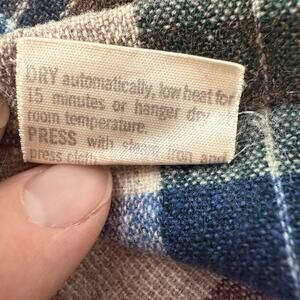 DRY automatically, low heat for
15 minutes or hanger dry at
room temperature.
PRESS with steam iron and
press cloth.